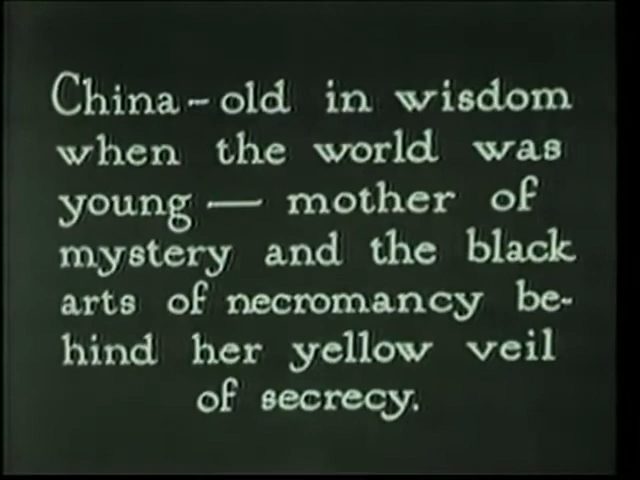 China – old in wisdom
when the world was
young — mother of
mystery and the black
arts of necromancy be-
hind her yellow veil
of secrecy.